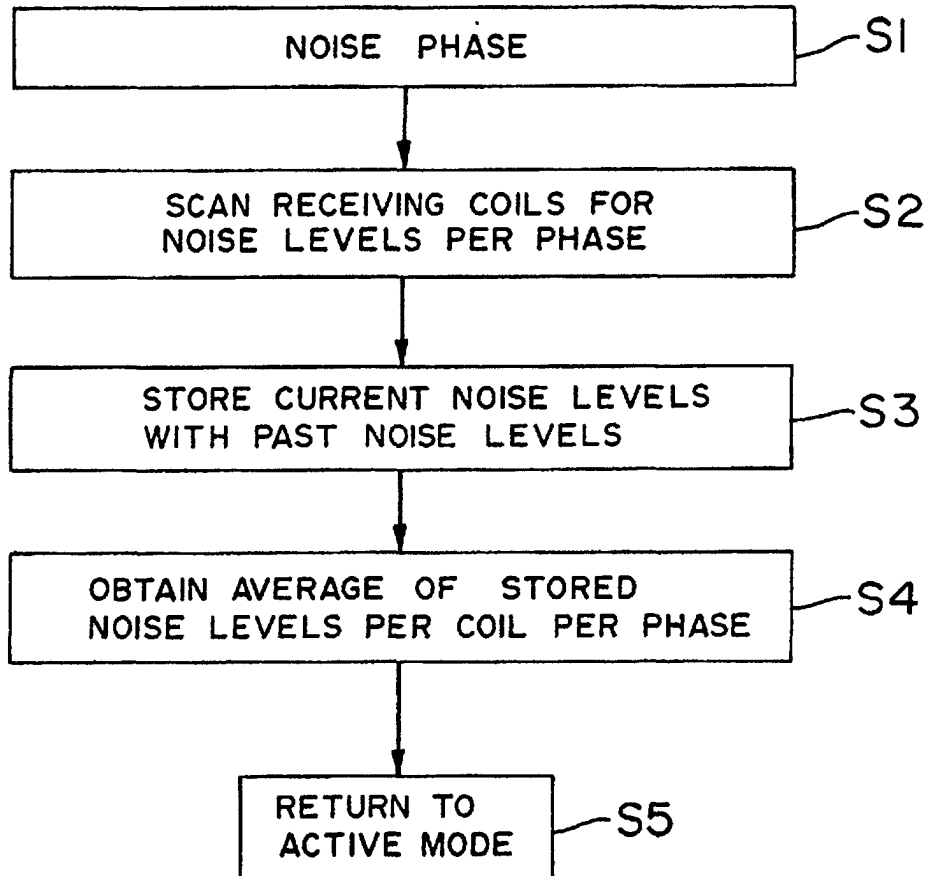 NOISE PHASE
S1
SCAN RECEIVING COILS FOR
NOISE LEVELS PER PHASE
S2
STORE CURRENT NOISE LEVELS
WITH PAST NOISE LEVELS
S3
OBTAIN AVERAGE OF STORED
NOISE LEVELS PER COIL PER PHASE
S4
RETURN TO
ACTIVE MODE
S5